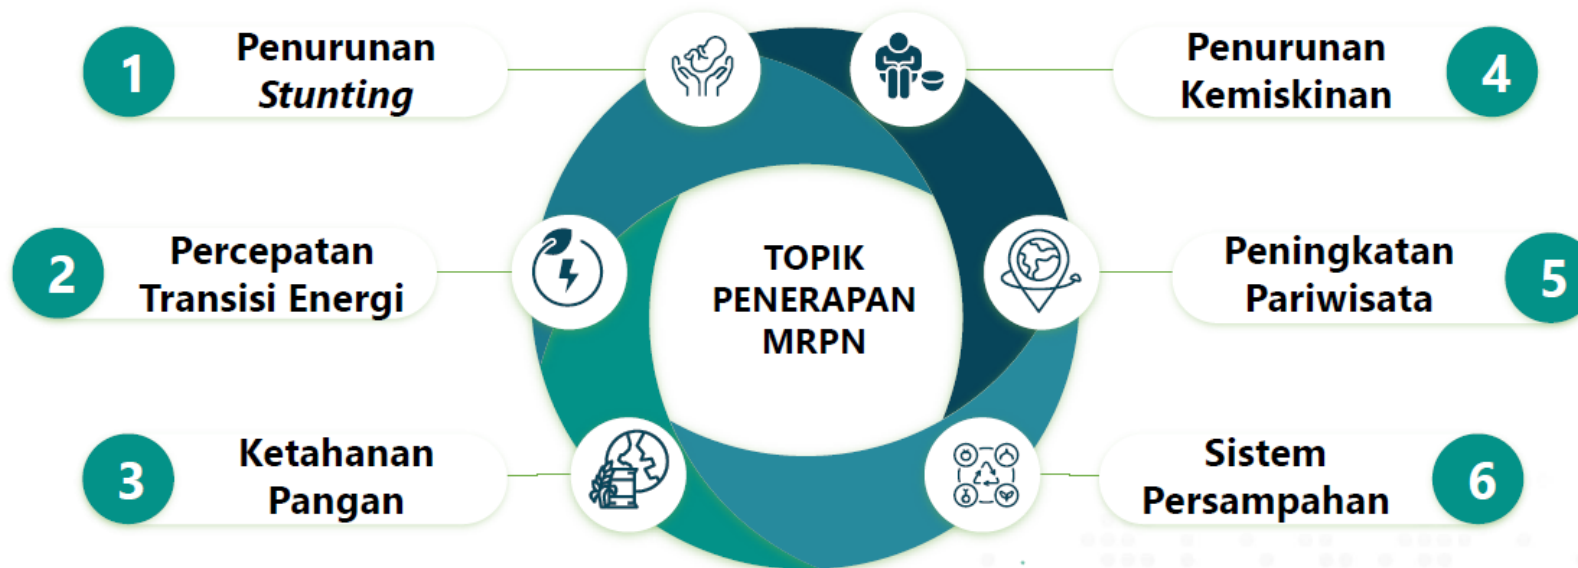 1
Penurunan
Stunting
2
Percepatan
Transisi Energi
3
Ketahanan
Pangan
TOPIK
PENERAPAN
MRPN
Penurunan
Kemiskinan
4
Peningkatan
Pariwisata
5
Sistem
Persampahan
6